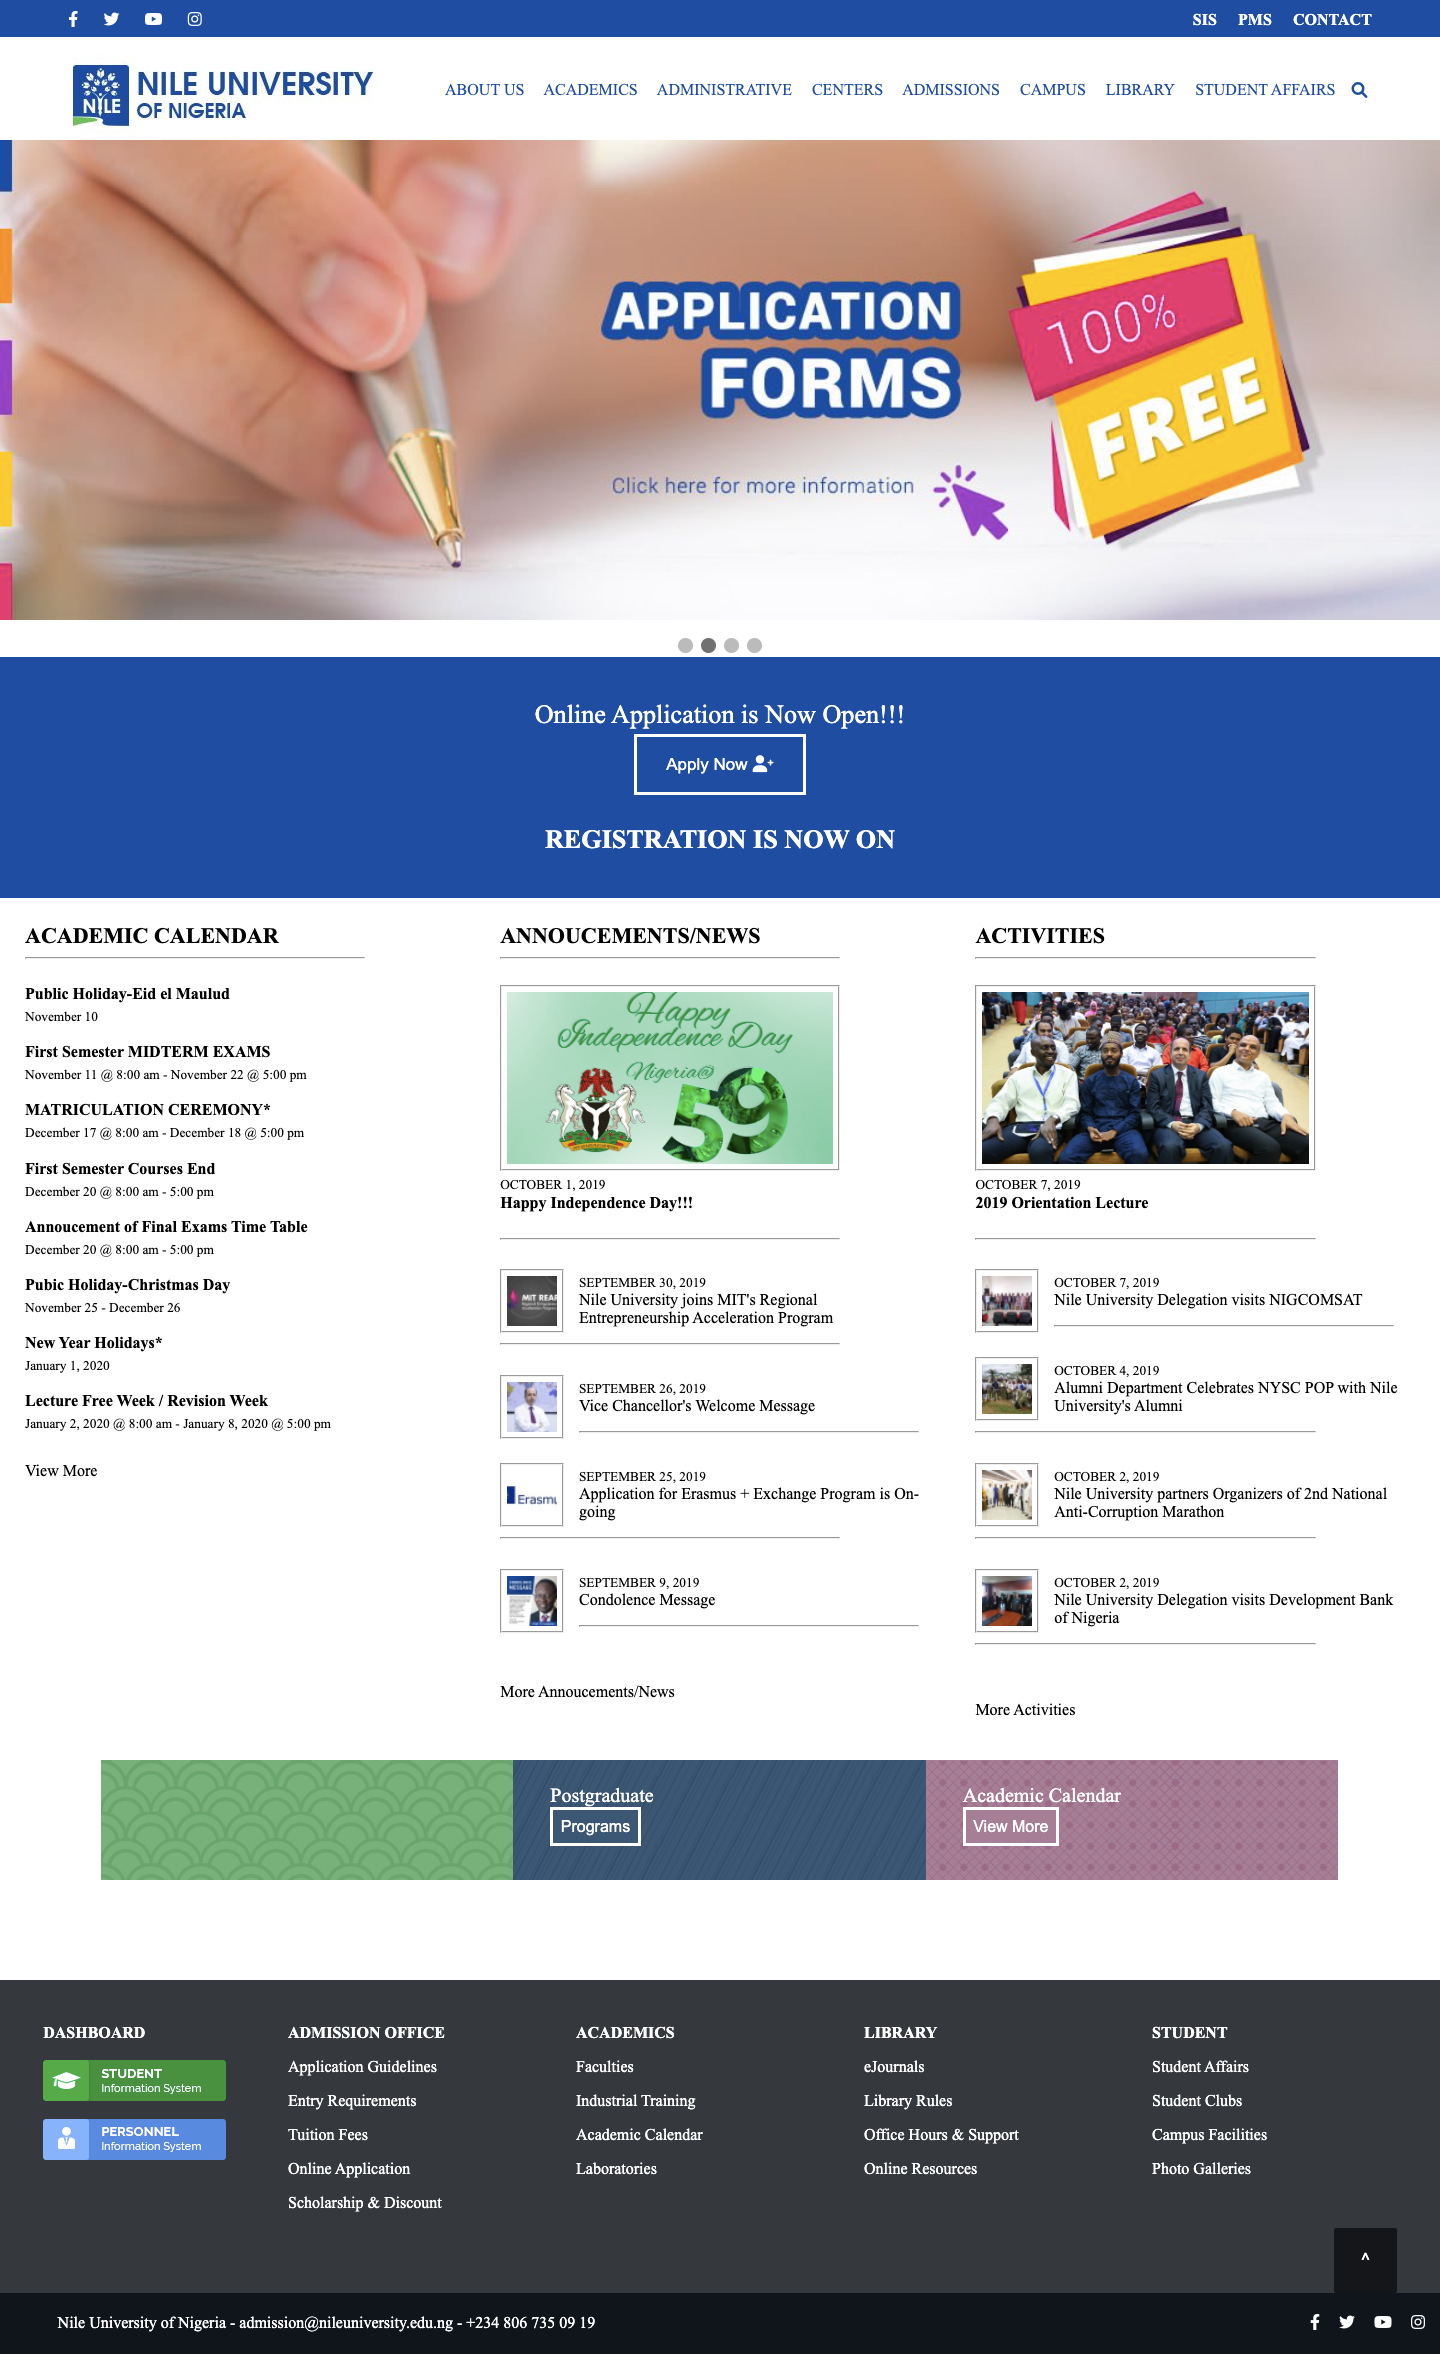 SIS PMS CONTACT
NILE
NILE UNIVERSITY
OF NIGERIA
ABOUT US ACADEMICS ADMINISTRATIVE CENTERS ADMISSIONS CAMPUS LIBRARY STUDENT AFFAIRS
APPLICATION
FORMS
100%
FREE
Click here for more information
Online Application is Now Open!!!
Apply Now
REGISTRATION IS NOW ON
ACADEMIC CALENDAR
Public Holiday-Eid el Maulud
November 10
First Semester MIDTERM EXAMS
November 11 @ 8:00 am - November 22 @ 5:00 pm
MATRICULATION CEREMONY*
December 17 @ 8:00 am - December 18 @ 5:00 pm
First Semester Courses End
December 20 @ 8:00 am - 5:00 pm
Annoucement of Final Exams Time Table
December 20 @ 8:00 am - 5:00 pm
Pubic Holiday-Christmas Day
November 25 - December 26
New Year Holidays*
January 1, 2020
Lecture Free Week / Revision Week
January 2, 2020 @ 8:00 am - January 8, 2020 @ 5:00 pm
View More
ANNOUCEMENTS/NEWS
Happy
Independence Day
Nigeria@
59
OCTOBER 1, 2019
Happy Independence Day!!!
MIT REAP
SEPTEMBER 30, 2019
Nile University joins MIT's Regional
Entrepreneurship Acceleration Program
SEPTEMBER 26, 2019
Vice Chancellor's Welcome Message
Erasmu
SEPTEMBER 25, 2019
Application for Erasmus + Exchange Program is On-
going
MESSAGE
SEPTEMBER 9, 2019
Condolence Message
More Annoucements/News
ACTIVITIES
OCTOBER 7, 2019
2019 Orientation Lecture
OCTOBER 7, 2019
Nile University Delegation visits NIGCOMSAT
OCTOBER 4, 2019
Alumni Department Celebrates NYSC POP with Nile
University's Alumni
OCTOBER 2, 2019
Nile University partners Organizers of 2nd National
Anti-Corruption Marathon
OCTOBER 2, 2019
Nile University Delegation visits Development Bank
of Nigeria
More Activities
Postgraduate
Programs
Academic Calendar
View More
DASHBOARD
STUDENT
Information System
PERSONNEL
Information System
ADMISSION OFFICE
Application Guidelines
Entry Requirements
Tuition Fees
Online Application
Scholarship & Discount
ACADEMICS
Faculties
Industrial Training
Academic Calendar
Laboratories
LIBRARY
eJournals
Library Rules
Office Hours & Support
Online Resources
STUDENT
Student Affairs
Student Clubs
Campus Facilities
Photo Galleries
^
Nile University of Nigeria - admission@nileuniversity.edu.ng - +234 806 735 09 19